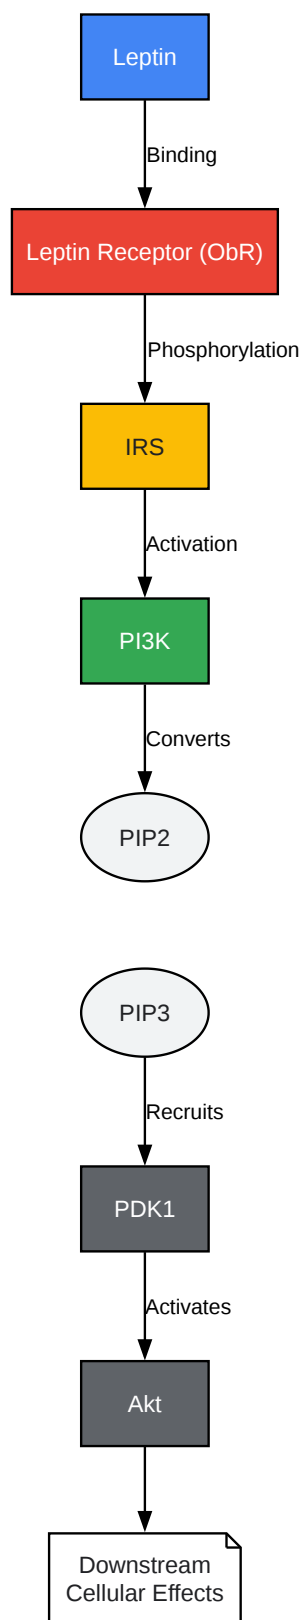 Leptin
Binding
Leptin Receptor (ObR)
Phosphorylation
IRS
Activation
PI3K
Converts
PIP2
PIP3
Recruits
PDK1
Activates
Akt
Downstream
Cellular Effects